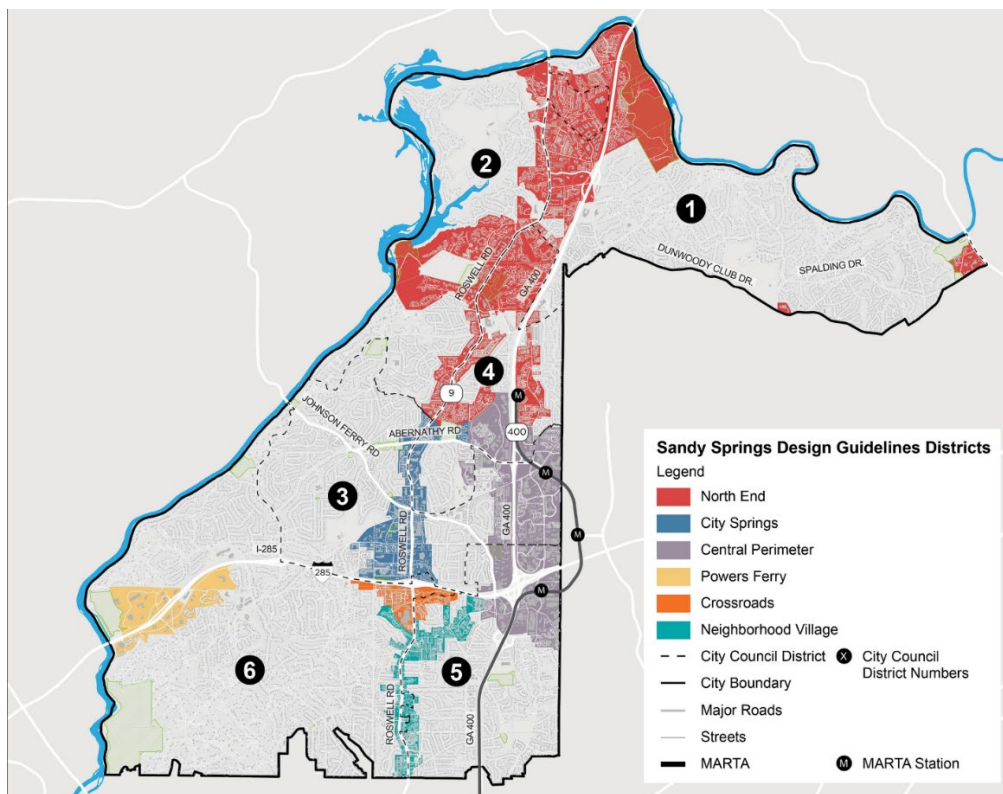 2
1
ROSWELL RD
GA 400
DUNWOODY CLUB DR.
SPALDING DR.
4
9
M
JOHNSON FERRY RD
ABERNATHY RD
400
M
3
ROSWELL RD
GA 400
M
I-285
285
M
6
5
ROSWELL RD
GA 400
Sandy Springs Design Guidelines Districts
Legend
North End
City Springs
Central Perimeter
Powers Ferry
Crossroads
Neighborhood Village
City Council District
X City Council
District Numbers
City Boundary
Major Roads
Streets
MARTA
M MARTA Station